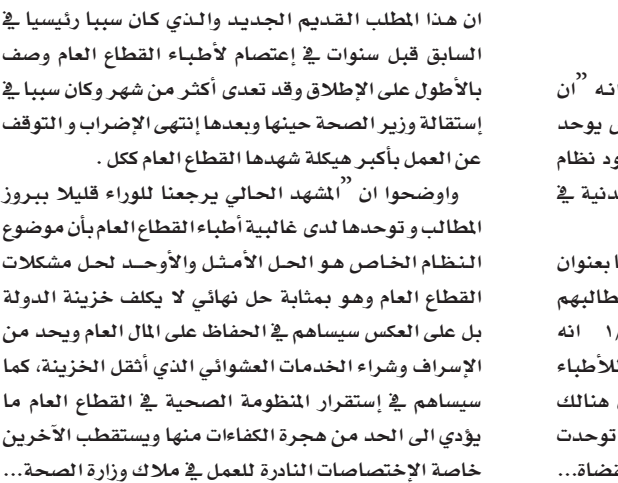 ان هذا المطلب القديم الجديد والذي كان سببا رئيسيا في
السابق قبل سنوات في إعتصام لأطباء القطاع العام وصف
بالأطول على الإطلاق وقد تعدى أكثر من شهر وكان سببا في
إستقالة وزير الصحة حينها وبعدها إنتهى الإضراب و التوقف
عن العمل بأكبر هيكلة شهدها القطاع العام ككل .
واوضحوا ان ”المشهد الحالي يرجعنا للوراء قليلا ببروز
المطالب و توحدها لدى غالبية أطباء القطاع العام بأن موضوع
النظام الخاص هو الحل الأمثل والأوحد لحل مشكلات
القطاع العام وهو بمثابة حل نهائي لا يكلف خزينة الدولة
بل على العكس سيساهم في الحفاظ على المال العام ويحد من
الإسراف وشراء الخدمات العشوائي الذي أثقل الخزينة، كما
سيساهم في إستقرار المنظومة الصحية في القطاع العام ما
يؤدي الى الحد من هجرة الكفاءات منها ويستقطب الآخرين
خاصة الإختصاصات النادرة للعمل في ملاك وزارة الصحة...
انه ”ان
يوحد
ود نظام
دنية في
ا بعنوان
طالبهم
١/ انه
للأطباء
هنالك
توحدت
قضاة...